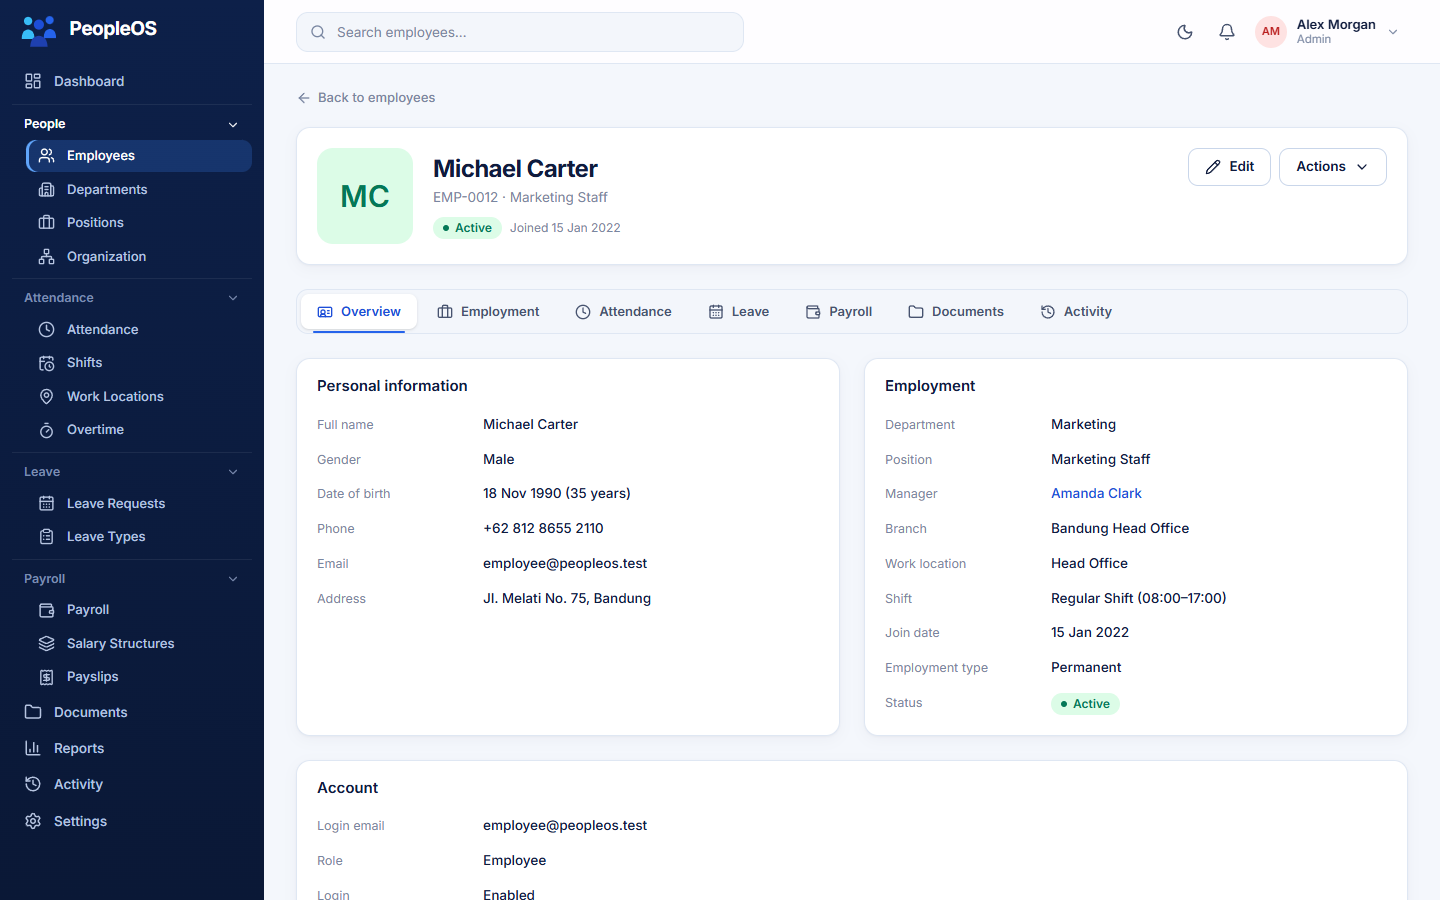 PeopleOS
Dashboard
People
Employees
Departments
Positions
Organization
Attendance
Attendance
Shifts
Work Locations
Overtime
Leave
Leave Requests
Leave Types
Payroll
Payroll
Salary Structures
Payslips
Documents
Reports
Activity
Settings
Search employees...
AM
Alex Morgan
Admin
Back to employees
MC
Michael Carter
EMP-0012 · Marketing Staff
Active Joined 15 Jan 2022
Edit Actions
Overview Employment Attendance Leave Payroll Documents Activity
Personal information
Full name Michael Carter
Gender Male
Date of birth 18 Nov 1990 (35 years)
Phone +62 812 8655 2110
Email employee@peopleos.test
Address Jl. Melati No. 75, Bandung
Employment
Department Marketing
Position Marketing Staff
Manager Amanda Clark
Branch Bandung Head Office
Work location Head Office
Shift Regular Shift (08:00–17:00)
Join date 15 Jan 2022
Employment type Permanent
Status Active
Account
Login email employee@peopleos.test
Role Employee
Login Enabled